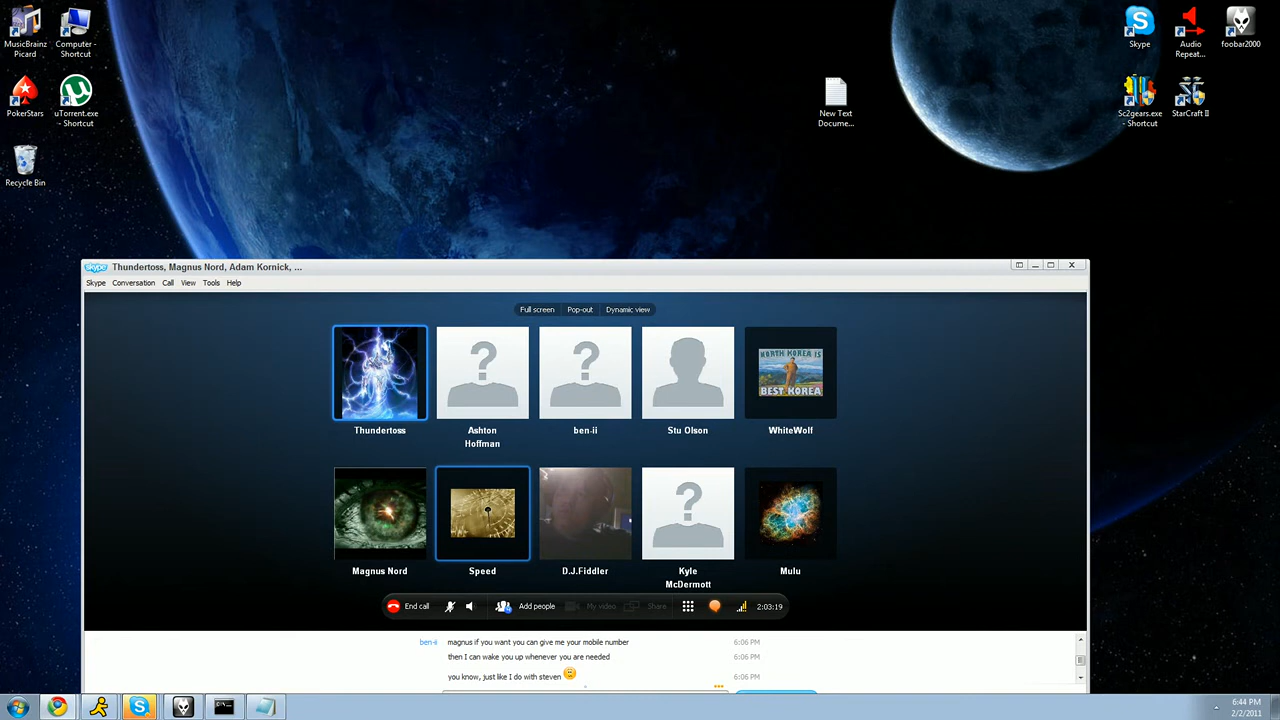 MusicBrainz
Picard
Computer -
Shortcut
Skype
Audio
Repeat...
foobar2000
PokerStars
uTorrent.exe
- Shortcut
New Text
Docume...
Sc2gears.exe
- Shortcut
StarCraft II
Recycle Bin
skype
Thundertoss, Magnus Nord, Adam Kornick, ...
Skype Conversation Call View Tools Help
Full screen Pop-out Dynamic view
NORTH KOREA IS
BEST KOREA
Thundertoss
Ashton
Hoffman
ben-ii
Stu Olson
WhiteWolf
Magnus Nord
Speed
D.J.Fiddler
Kyle
McDermott
Mulu
End call Add people My video Share 2:03:19
ben-ii magnus if you want you can give me your mobile number 6:06 PM
then I can wake you up whenever you are needed 6:06 PM
you know, just like I do with steven 6:06 PM
6:44 PM
2/2/2011